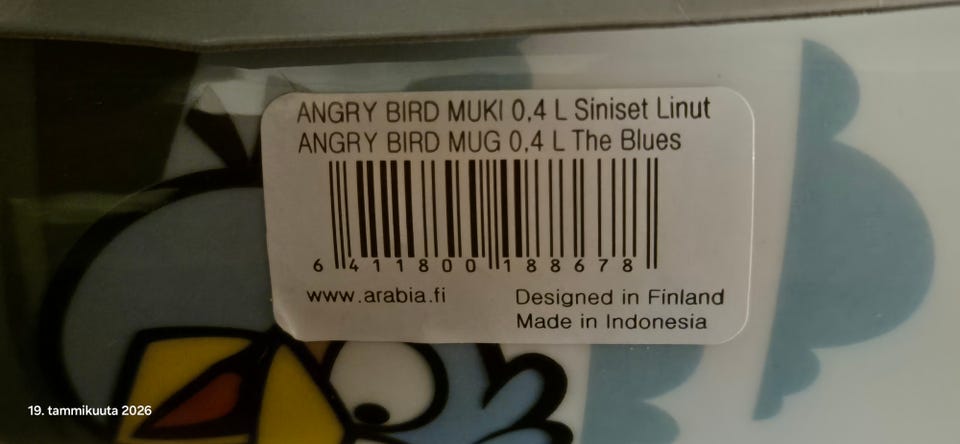 ANGRY BIRD MUKI 0,4 L Siniset Linut
ANGRY BIRD MUG 0,4 L The Blues
6 411800 188678
www.arabia.fi
Designed in Finland
Made in Indonesia
19. tammikuuta 2026